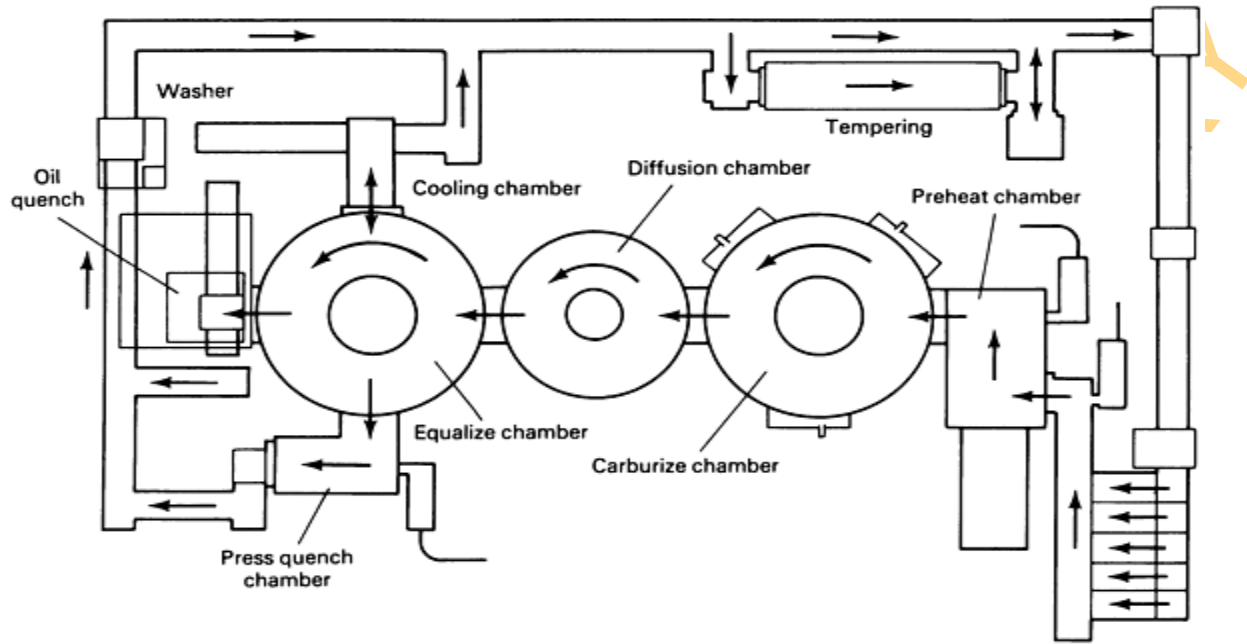 Washer
Tempering
Oil
quench
Cooling chamber
Diffusion chamber
Preheat chamber
Equalize chamber
Carburize chamber
Press quench
chamber